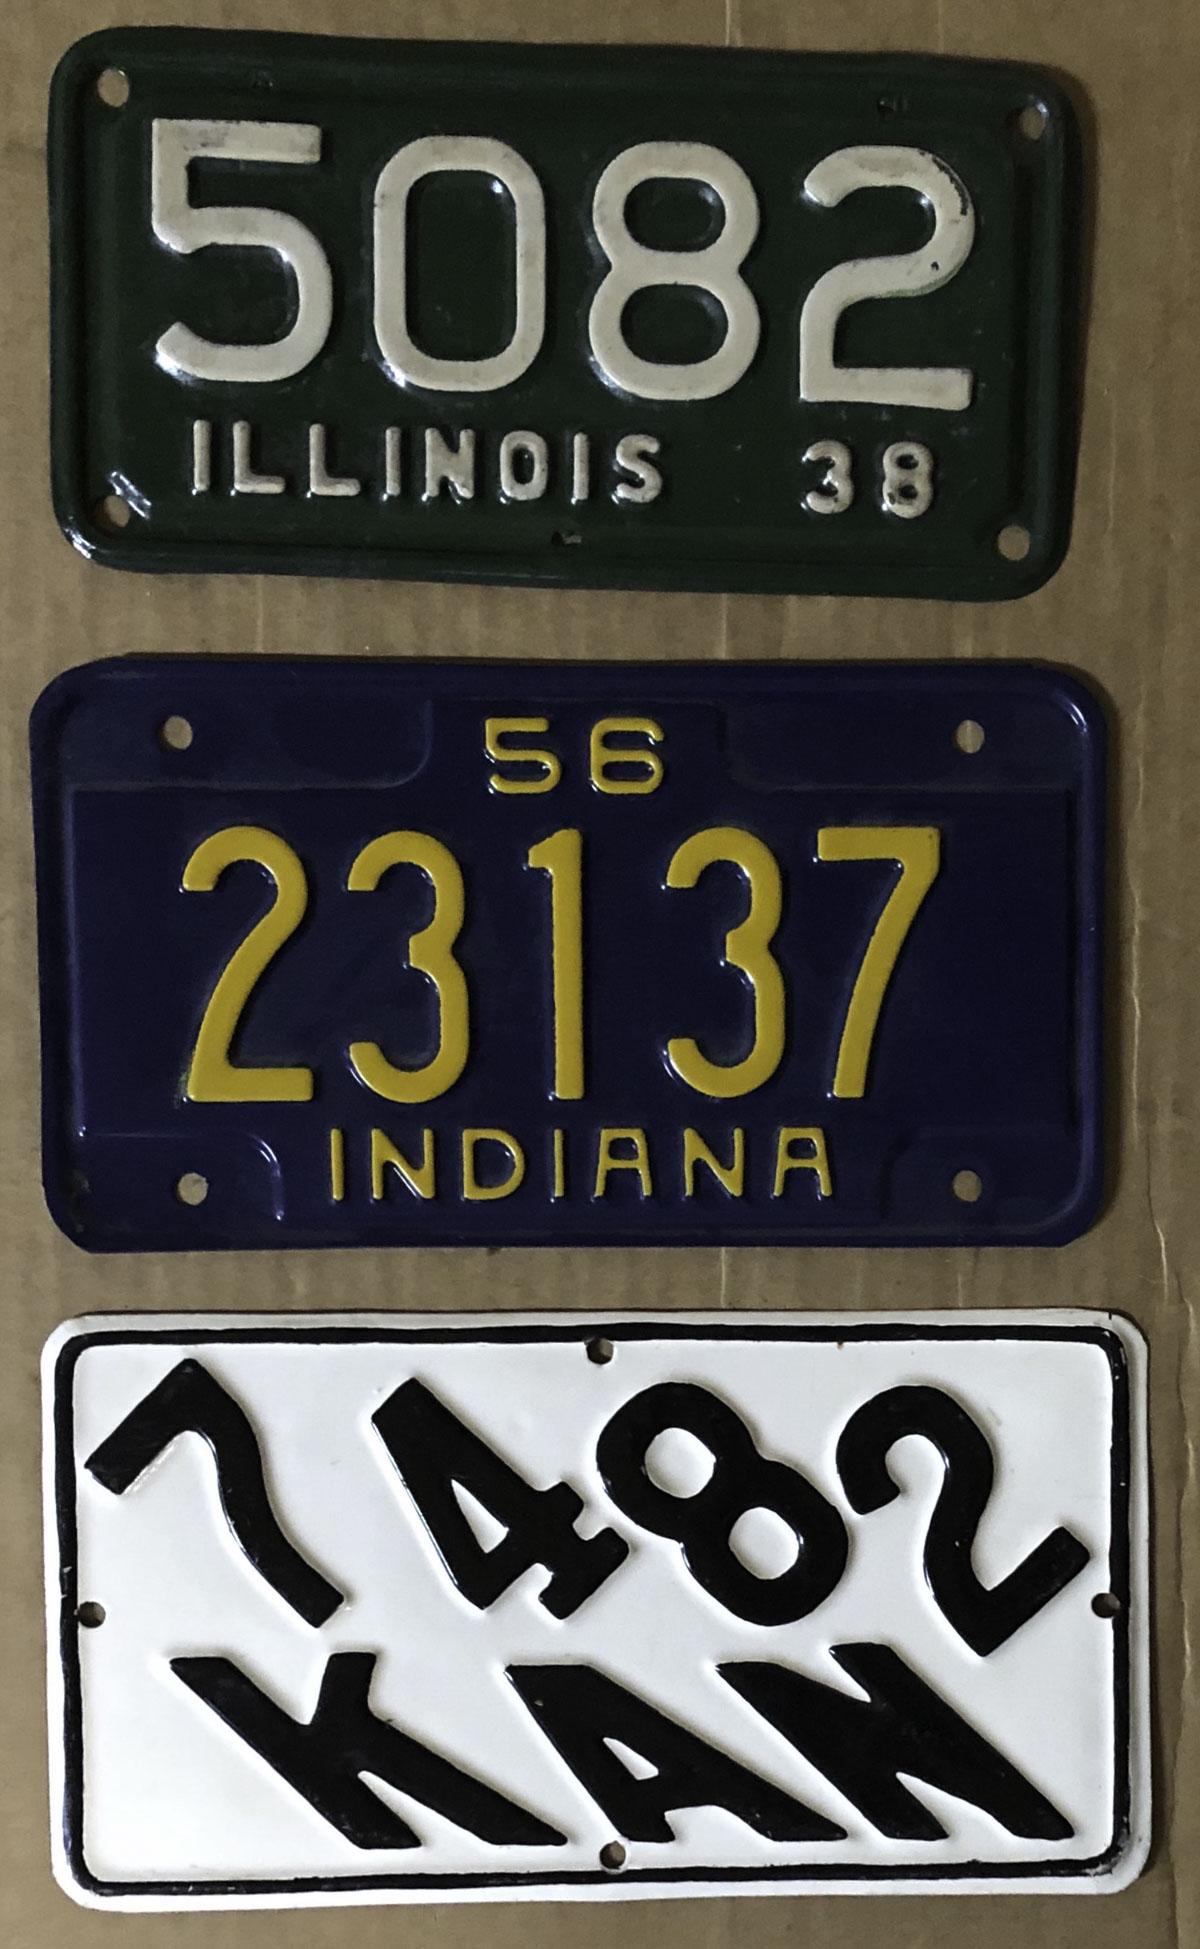 5082
ILLINOIS 38
56
23137
INDIANA
7482
KAN